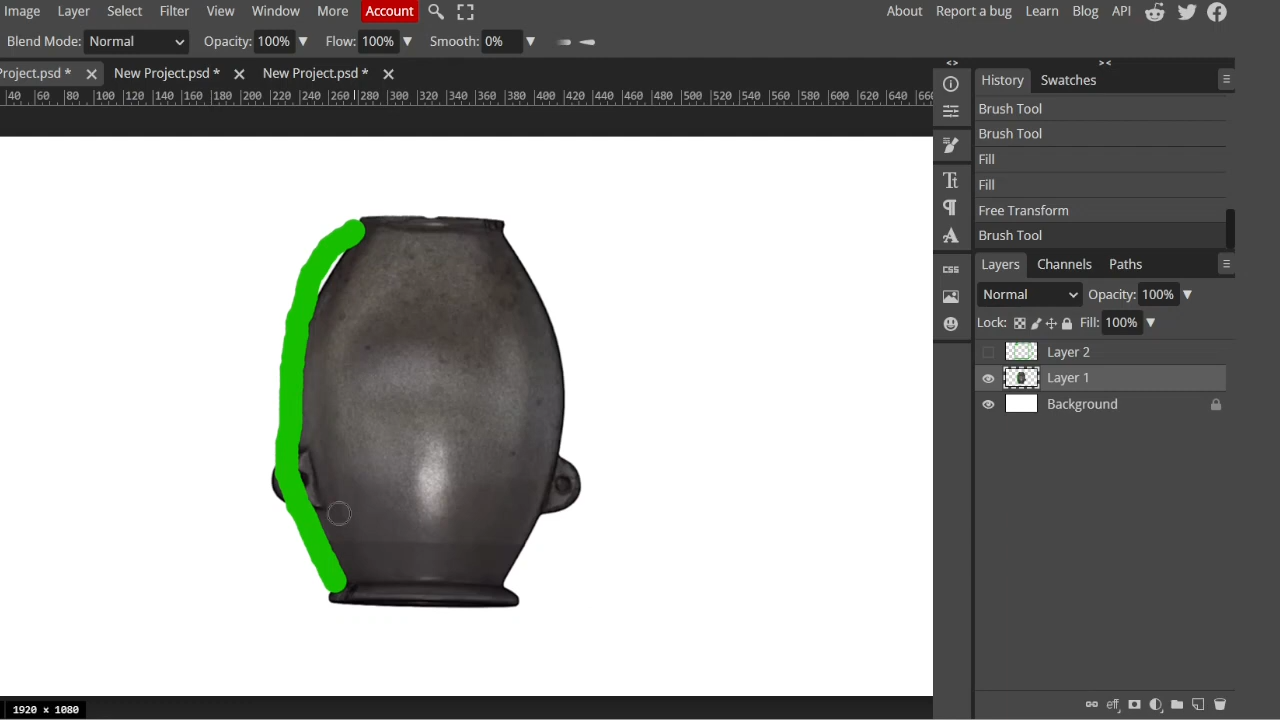 Image Layer Select Filter View Window More Account About Report a bug Learn Blog API
Blend Mode: Normal Opacity: 100% Flow: 100% Smooth: 0%
Project.psd * New Project.psd * New Project.psd *
40 60 80 100 120 140 160 180 200 220 240 260 280 300 320 340 360 380 400 420 440 460 480 500 520 540 560 580 600 620 640 66
<> ><
History Swatches
Brush Tool
Brush Tool
Fill
Fill
Free Transform
Brush Tool
CSS
Layers Channels Paths
Normal Opacity: 100%
Lock: Fill: 100%
Layer 2
Layer 1
Background
1920 x 1080
eff